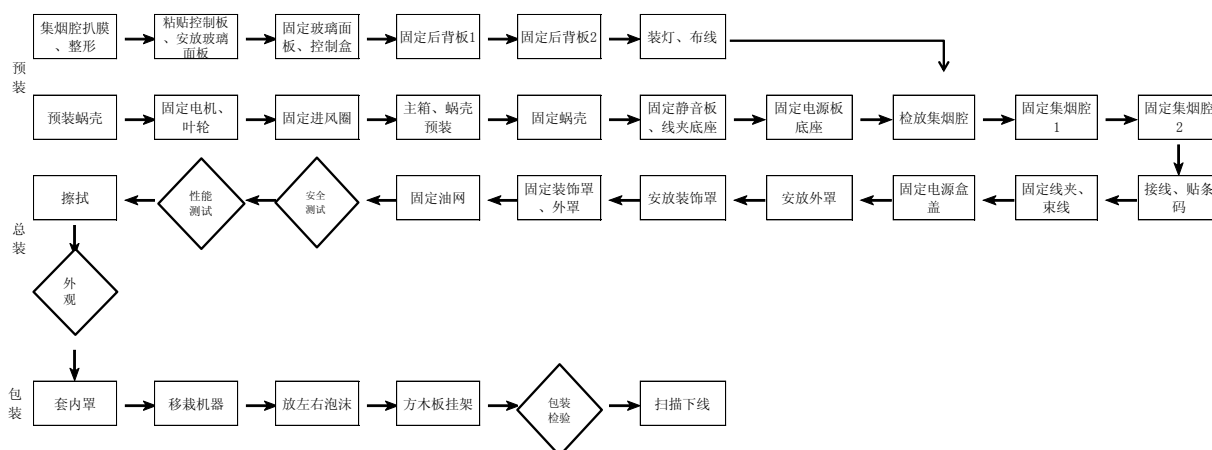 集烟腔扒膜
、整形
粘贴控制板
、安放玻璃
面板
固定玻璃面
板、控制盒
固定后背板1
固定后背板2
装灯、布线
预
装
预装蜗壳
固定电机、
叶轮
固定进风圈
主箱、蜗壳
预装
固定蜗壳
固定静音板
、线夹底座
固定电源板
底座
检放集烟腔
固定集烟腔
1
固定集烟腔
2
擦拭
性能
测试
安全
测试
固定油网
固定装饰罩
、外罩
安放装饰罩
安放外罩
固定电源盒
盖
固定线夹、
束线
接线、贴条
码
总
装
外
观
包
装
套内罩
移栽机器
放左右泡沫
方木板挂架
包装
检验
扫描下线